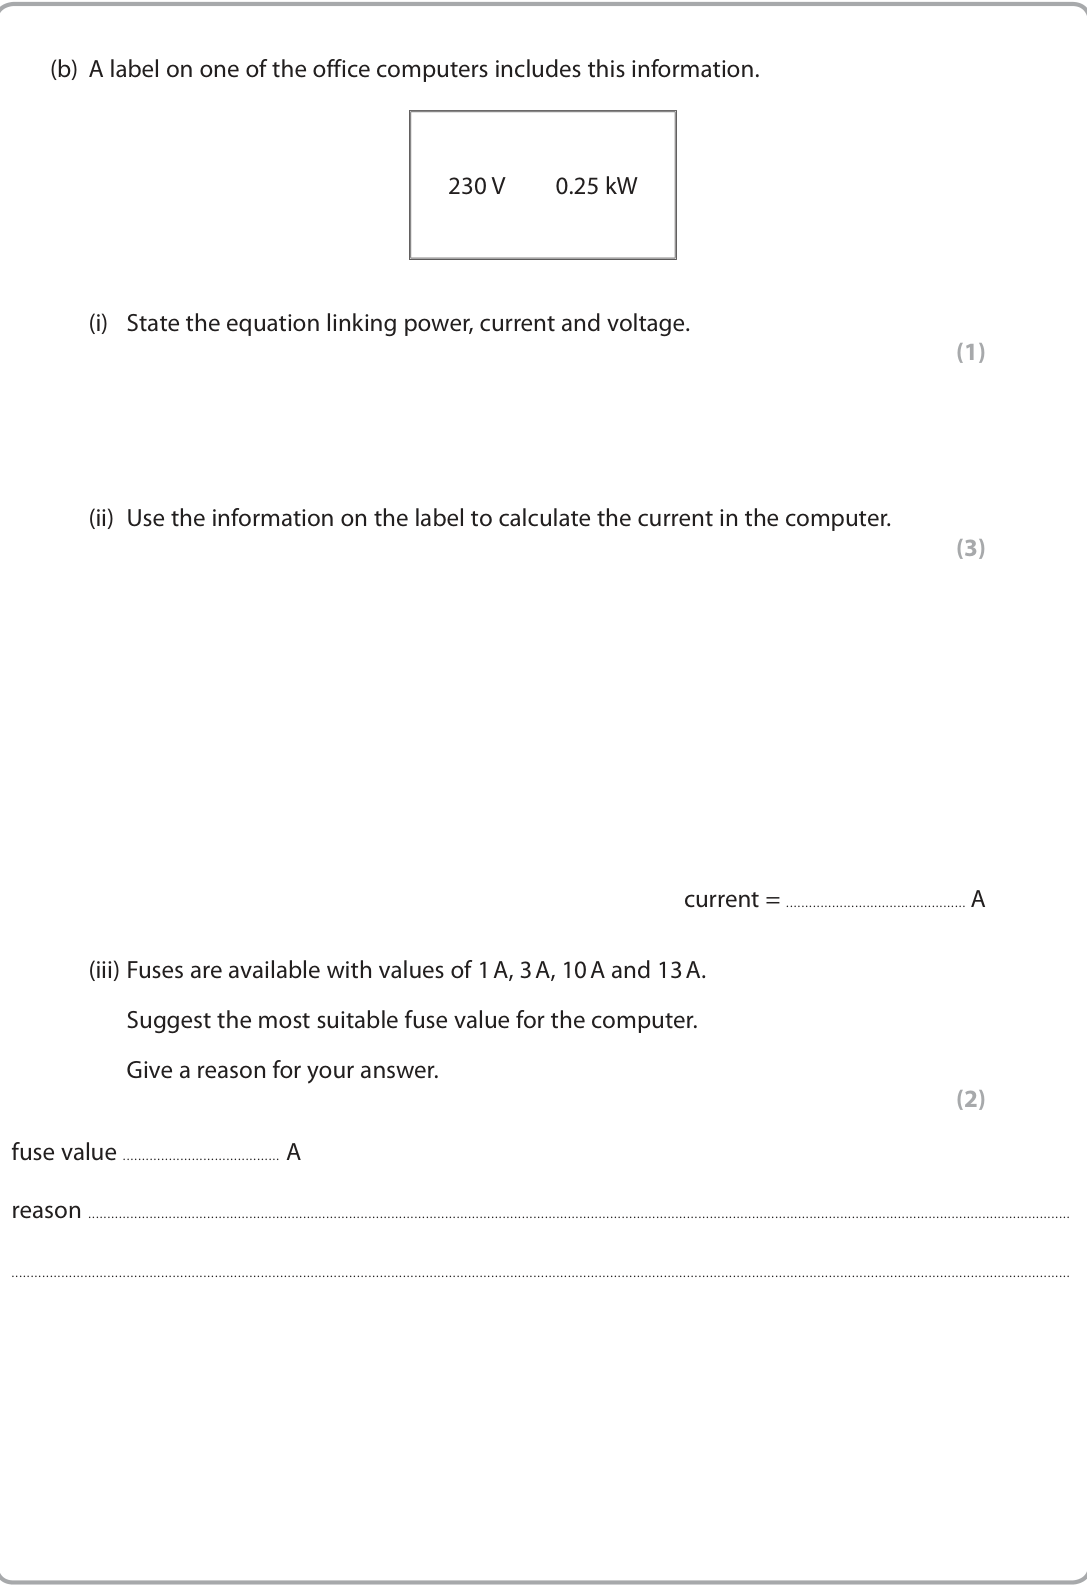 (b) A label on one of the office computers includes this information.
230 V 0.25 kW
(i) State the equation linking power, current and voltage.
(1)
(ii) Use the information on the label to calculate the current in the computer.
(3)
current = ............................................... A
(iii) Fuses are available with values of 1 A, 3 A, 10 A and 13 A.
Suggest the most suitable fuse value for the computer.
Give a reason for your answer.
(2)
fuse value ......................................... A
reason